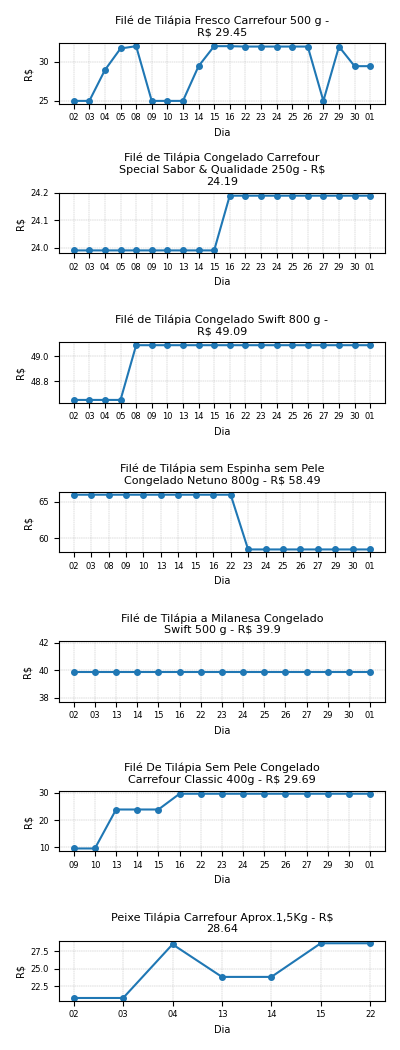 Filé de Tilápia Fresco Carrefour 500 g -
R$ 29.45
30
25
R$
02 03 04 05 08 09 10 13 14 15 16 22 23 24 25 26 27 29 30 01
Dia
Filé de Tilápia Congelado Carrefour
Special Sabor & Qualidade 250g - R$
24.19
24.2
24.1
24.0
R$
02 03 04 05 08 09 10 13 14 15 16 22 23 24 25 26 27 29 30 01
Dia
Filé de Tilápia Congelado Swift 800 g -
R$ 49.09
49.0
48.8
R$
02 03 04 05 08 09 10 13 14 15 16 22 23 24 25 26 27 29 30 01
Dia
Filé de Tilápia sem Espinha sem Pele
Congelado Netuno 800g - R$ 58.49
65
60
R$
02 03 08 09 10 13 14 15 16 22 23 24 25 26 27 29 30 01
Dia
Filé de Tilápia a Milanesa Congelado
Swift 500 g - R$ 39.9
42
40
38
R$
02 03 13 14 15 16 22 23 24 25 26 27 29 30 01
Dia
Filé De Tilápia Sem Pele Congelado
Carrefour Classic 400g - R$ 29.69
30
20
10
R$
09 10 13 14 15 16 22 23 24 25 26 27 29 30 01
Dia
Peixe Tilápia Carrefour Aprox.1,5Kg - R$
28.64
27.5
25.0
22.5
R$
02 03 04 13 14 15 22
Dia